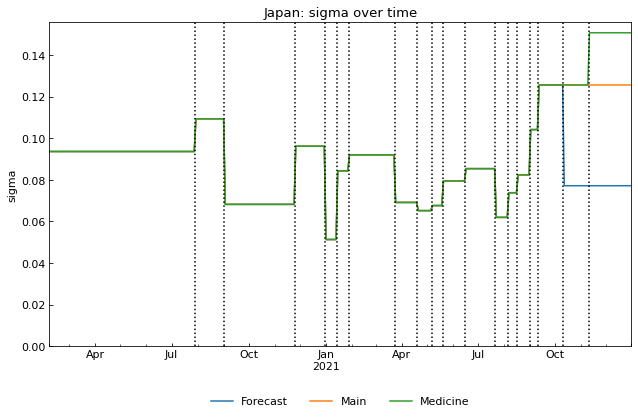 Japan: sigma over time
0.14
0.12
0.10
0.08
0.06
0.04
0.02
0.00
sigma
Apr Jul Oct Jan Apr Jul Oct
2021
Forecast Main Medicine